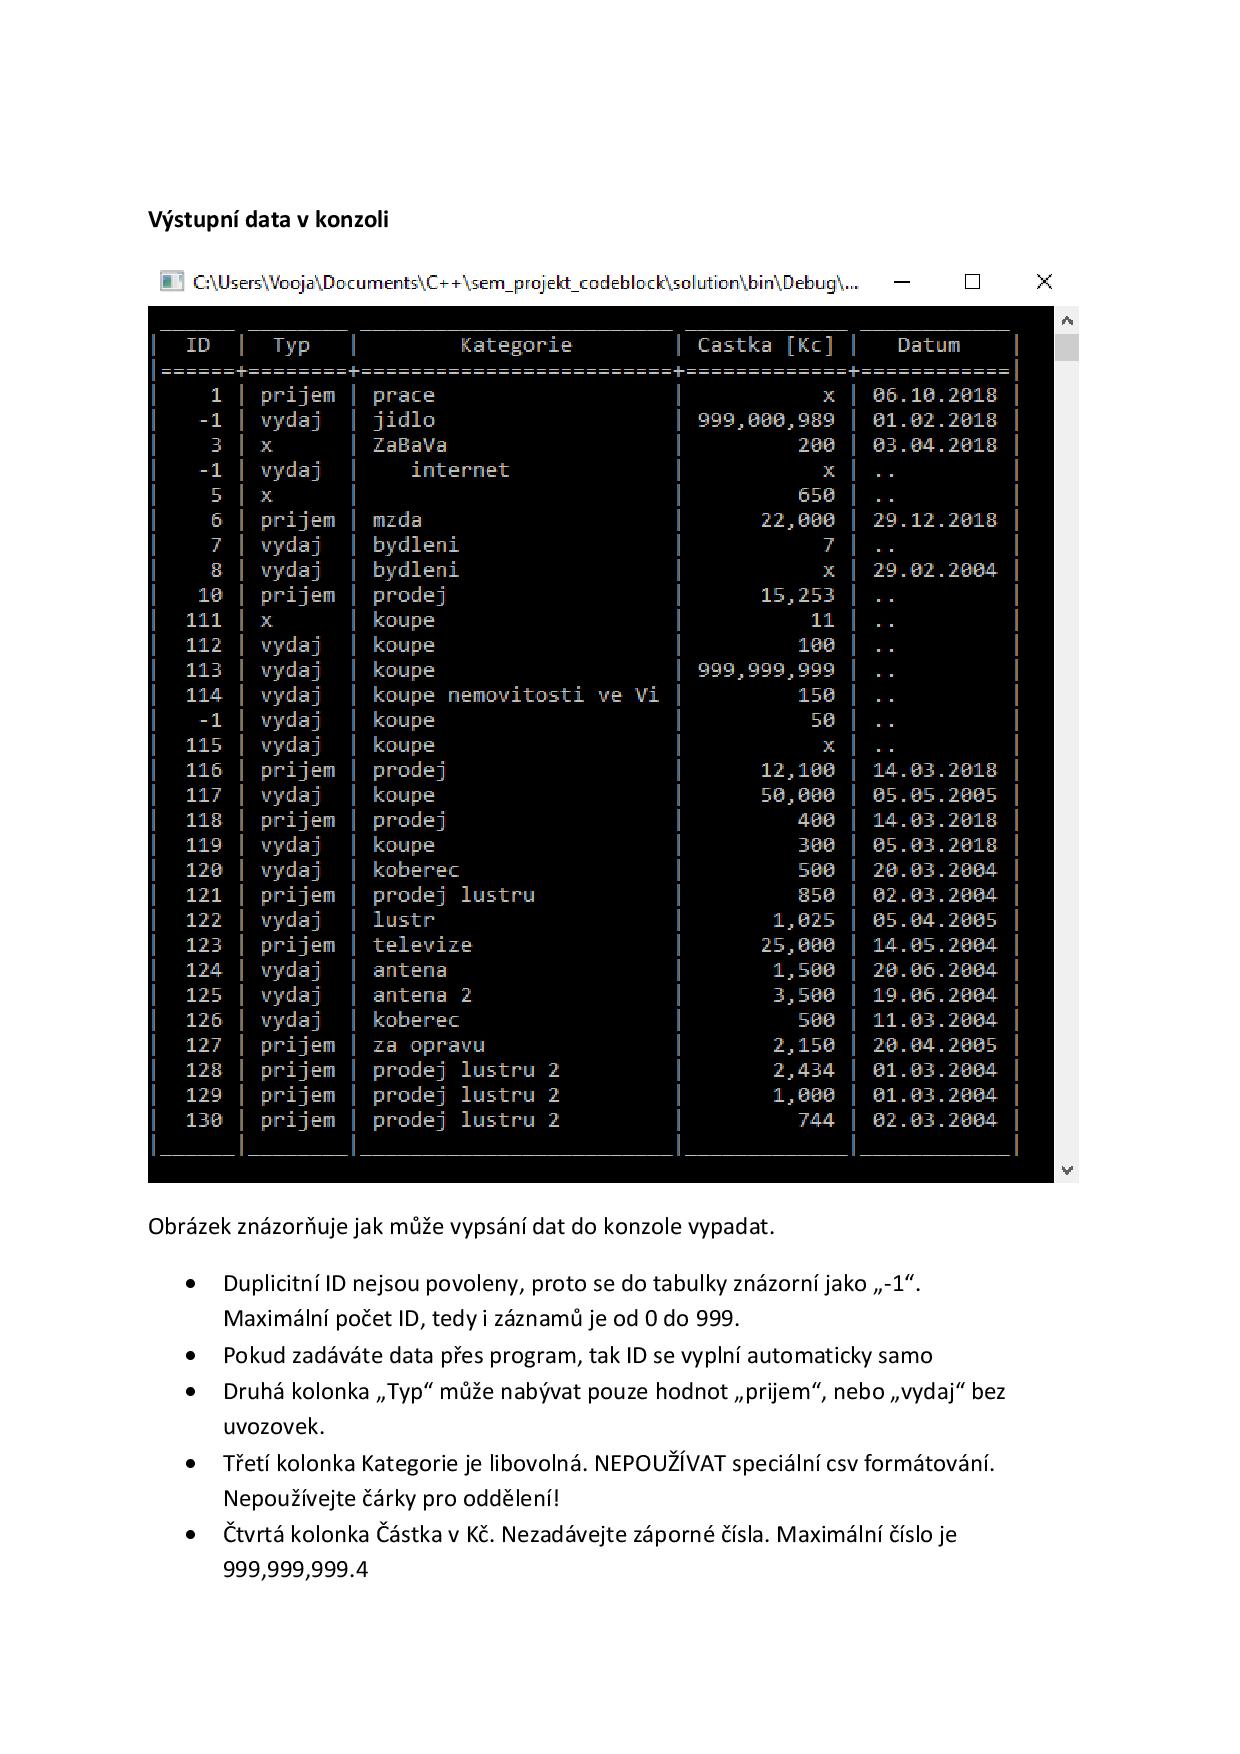 Výstupní data v konzoli
C:\Users\Vooja\Documents\C++\sem_projekt_codeblock\solution\bin\Debug\...
| ID | Typ | Kategorie | Castka [Kc] | Datum |
|======+========+=========================+=============+============|
| 1 | prijem | prace | x | 06.10.2018 |
| -1 | vydaj | jidlo | 999,000,989 | 01.02.2018 |
| 3 | x | ZaBaVa | 200 | 03.04.2018 |
| -1 | vydaj | internet | x | .. |
| 5 | x | | 650 | .. |
| 6 | prijem | mzda | 22,000 | 29.12.2018 |
| 7 | vydaj | bydleni | 7 | .. |
| 8 | vydaj | bydleni | x | 29.02.2004 |
| 10 | prijem | prodej | 15,253 | .. |
| 111 | x | koupe | 11 | .. |
| 112 | vydaj | koupe | 100 | .. |
| 113 | vydaj | koupe | 999,999,999 | .. |
| 114 | vydaj | koupe nemovitosti ve Vi | 150 | .. |
| -1 | vydaj | koupe | 50 | .. |
| 115 | vydaj | koupe | x | .. |
| 116 | prijem | prodej | 12,100 | 14.03.2018 |
| 117 | vydaj | koupe | 50,000 | 05.05.2005 |
| 118 | prijem | prodej | 400 | 14.03.2018 |
| 119 | vydaj | koupe | 300 | 05.03.2018 |
| 120 | vydaj | koberec | 500 | 20.03.2004 |
| 121 | prijem | prodej lustru | 850 | 02.03.2004 |
| 122 | vydaj | lustr | 1,025 | 05.04.2005 |
| 123 | prijem | televize | 25,000 | 14.05.2004 |
| 124 | vydaj | antena | 1,500 | 20.06.2004 |
| 125 | vydaj | antena 2 | 3,500 | 19.06.2004 |
| 126 | vydaj | koberec | 500 | 11.03.2004 |
| 127 | prijem | za opravu | 2,150 | 20.04.2005 |
| 128 | prijem | prodej lustru 2 | 2,434 | 01.03.2004 |
| 129 | prijem | prodej lustru 2 | 1,000 | 01.03.2004 |
| 130 | prijem | prodej lustru 2 | 744 | 02.03.2004 |
Obrázek znázorňuje jak může vypsání dat do konzole vypadat.
• Duplicitní ID nejsou povoleny, proto se do tabulky znázorní jako „-1“.
Maximální počet ID, tedy i záznamů je od 0 do 999.
• Pokud zadáváte data přes program, tak ID se vyplní automaticky samo
• Druhá kolonka „Typ“ může nabývat pouze hodnot „prijem“, nebo „vydaj“ bez
uvozovek.
• Třetí kolonka Kategorie je libovolná. NEPOUŽÍVAT speciální csv formátování.
Nepoužívejte čárky pro oddělení!
• Čtvrtá kolonka Částka v Kč. Nezadávejte záporné čísla. Maximální číslo je
999,999,999.4